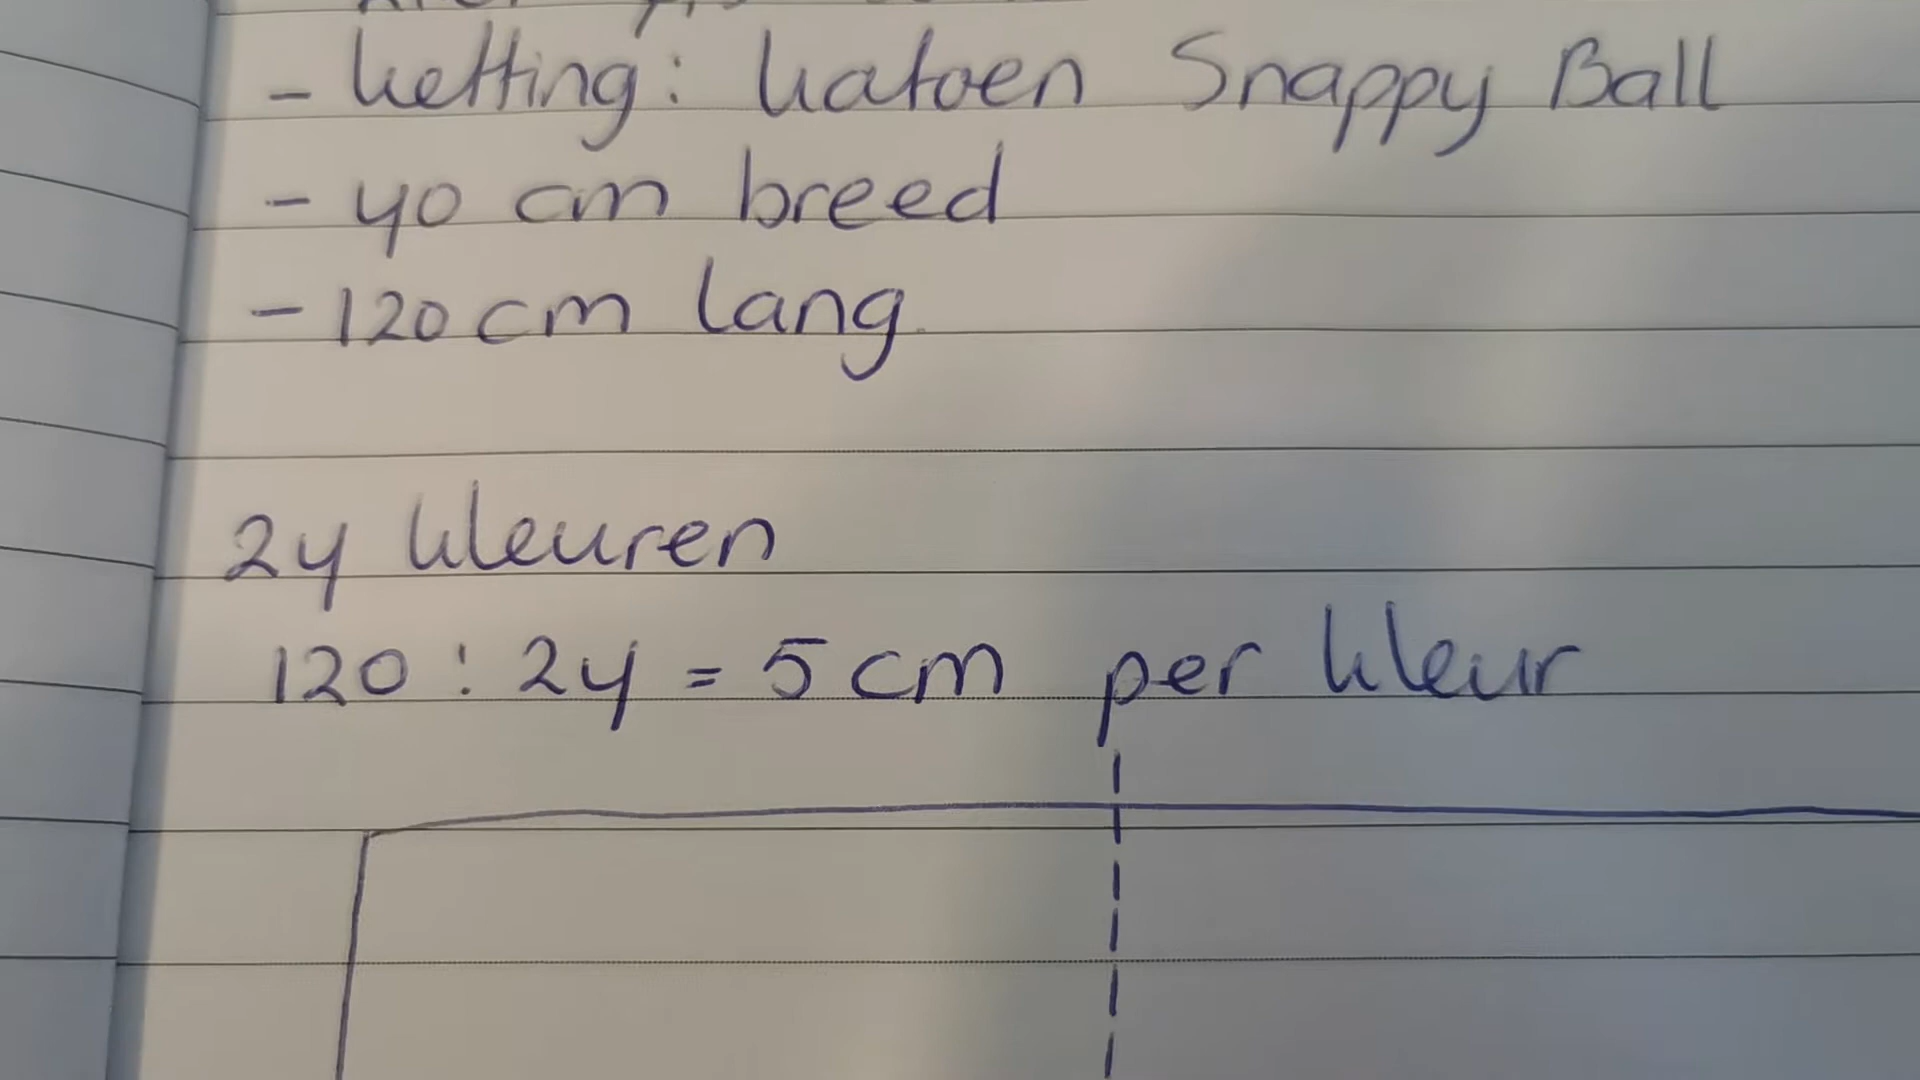 - ketting: katoen Snappy Ball
- 40 cm breed
- 120 cm lang.
24 kleuren
120 : 24 = 5 cm per kleur